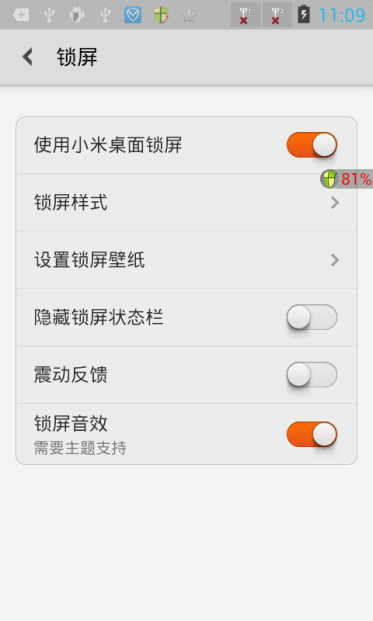 1 2 11:09
锁屏
使用小米桌面锁屏
81%
锁屏样式
设置锁屏壁纸
隐藏锁屏状态栏
震动反馈
锁屏音效
需要主题支持